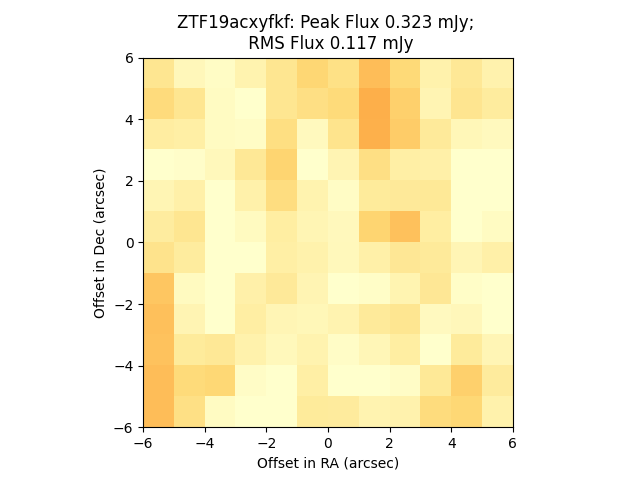 ZTF19acxyfkf: Peak Flux 0.323 mJy;
RMS Flux 0.117 mJy
6
4
2
0
−2
−4
−6
Offset in Dec (arcsec)
−6 −4 −2 0 2 4 6
Offset in RA (arcsec)